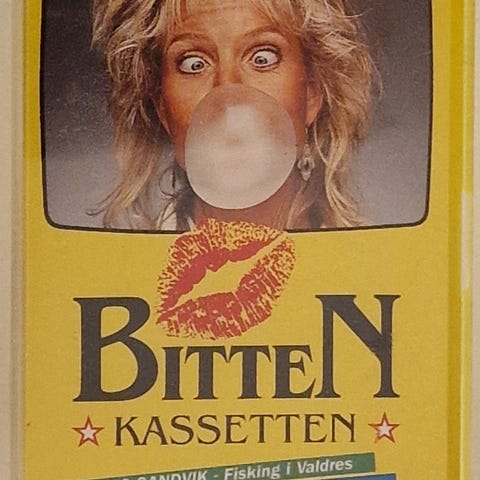 BITTEN
KASSETTEN
SANDVIK - Fisking i Valdres